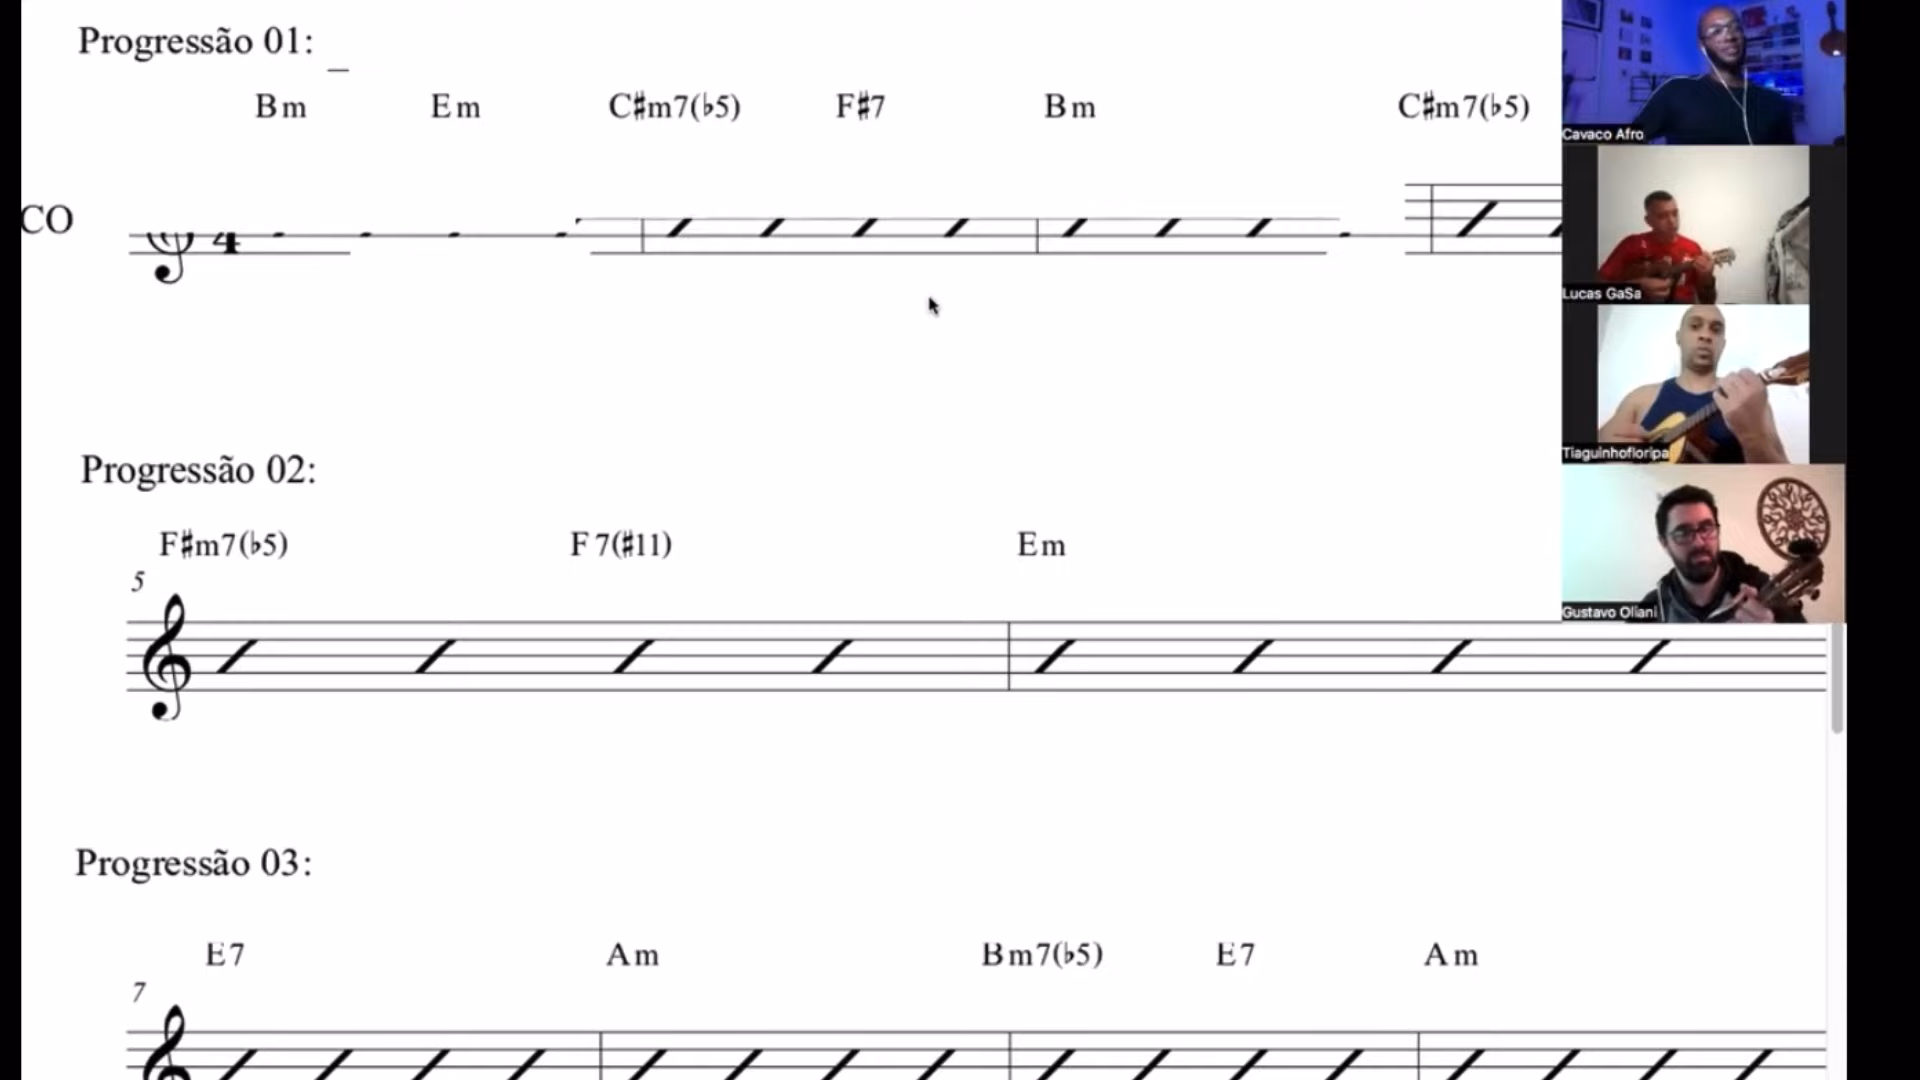 Progressão 01: _
Bm Em C♯m7(♭5) F♯7 Bm C♯m7(♭5)
CO
4
Progressão 02:
F♯m7(♭5) F7(♯11) Em
5
Progressão 03:
E7 Am Bm7(♭5) E7 Am
7
Cavaco Afro
Lucas GaSa
Tiaguinhofloripa
Gustavo Oliani